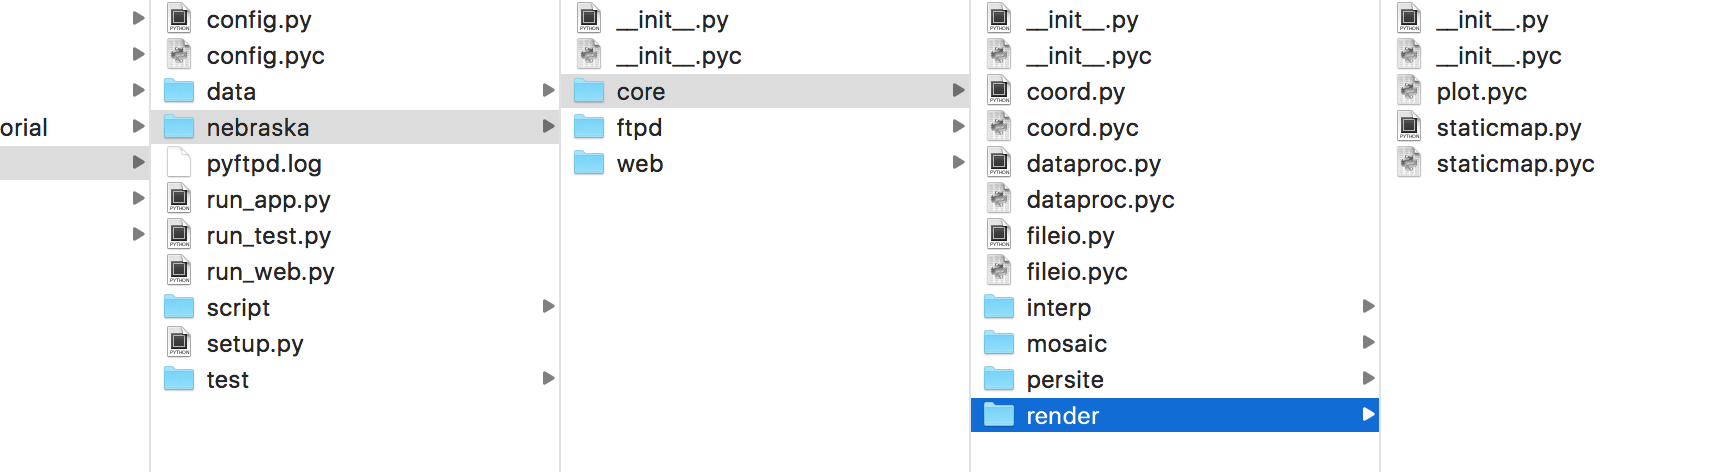 orial
config.py
config.pyc
data
nebraska
pyftpd.log
run_app.py
run_test.py
run_web.py
script
setup.py
test
__init__.py
__init__.pyc
core
ftpd
web
__init__.py
__init__.pyc
coord.py
coord.pyc
dataproc.py
dataproc.pyc
fileio.py
fileio.pyc
interp
mosaic
persite
render
__init__.py
__init__.pyc
plot.pyc
staticmap.py
staticmap.pyc